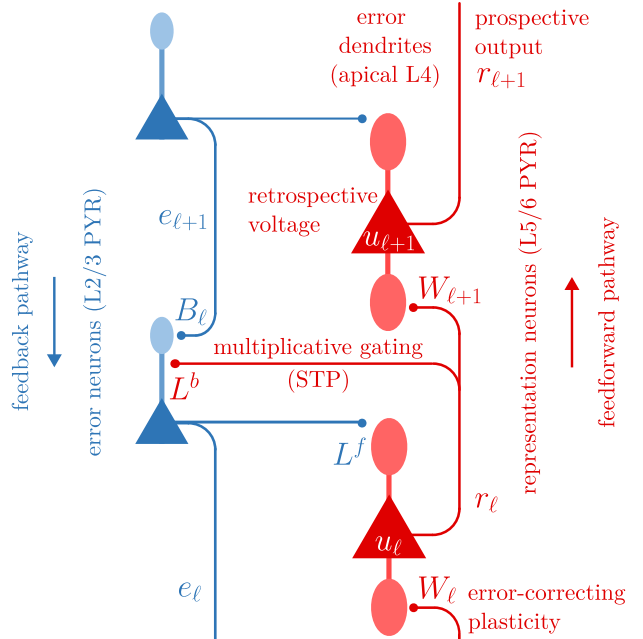 error
dendrites
(apical L4)
prospective
output
r_{ℓ+1}
retrospective
voltage
e_{ℓ+1}
u_{ℓ+1}
W_{ℓ+1}
B_ℓ
multiplicative gating
(STP)
L^b
L^f
r_ℓ
u_ℓ
e_ℓ
W_ℓ
error-correcting
plasticity
feedback pathway
error neurons (L2/3 PYR)
representation neurons (L5/6 PYR)
feedforward pathway